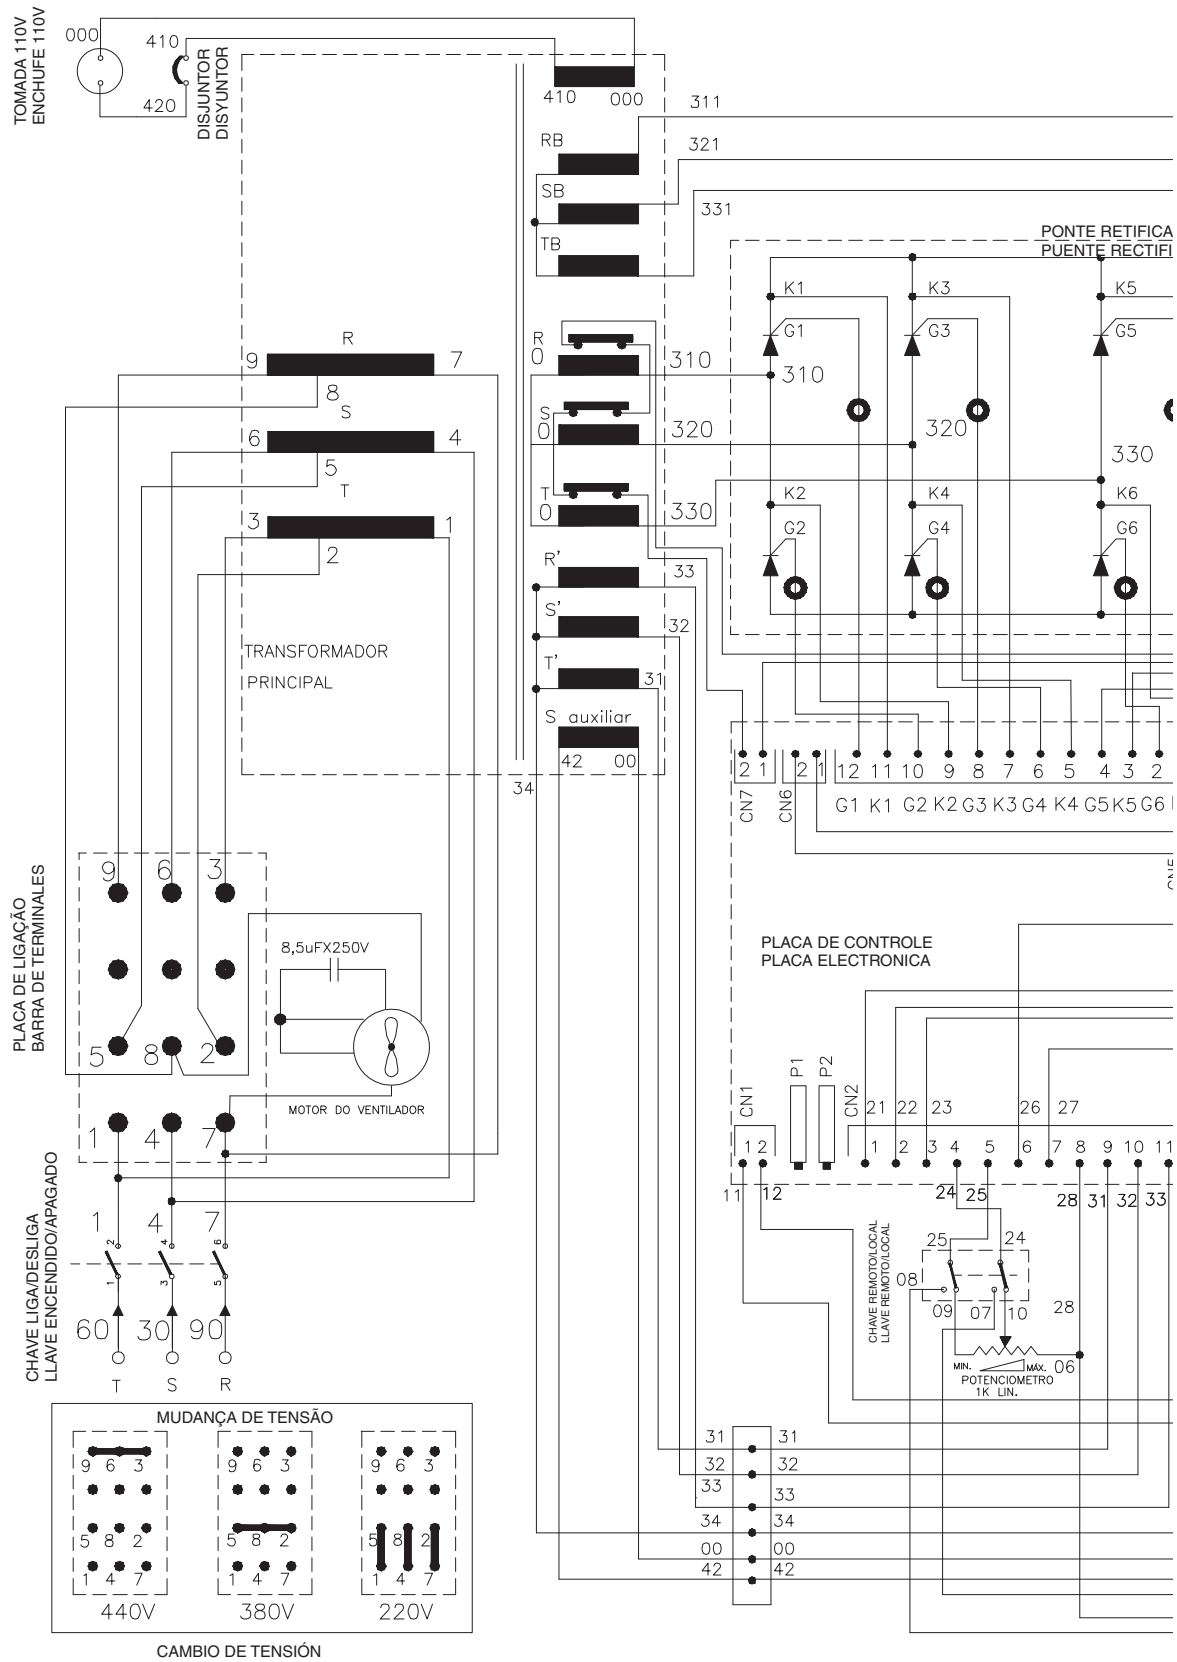 TOMADA 110V
ENCHUFE 110V
000
410
420
DISJUNTOR
DISYUNTOR
410 000
311
RB
321
SB
331
TB
PONTE RETIFICA
PUENTE RECTIFI
K1 K3 K5
G1 G3 G5
R
9 7
8
R
0
310
310
S
6 4
5
S
0
320
320
T
3 1
2
T
0
330
330
K2 K4 K6
G2 G4 G6
R'
33
S'
32
T'
31
TRANSFORMADOR
PRINCIPAL
S auxiliar
42 00
34
2 1 2 1 12 11 10 9 8 7 6 5 4 3 2
CN7 CN6
G1 K1 G2 K2 G3 K3 G4 K4 G5 K5 G6
CN5
PLACA DE LIGAÇÃO
BARRA DE TERMINALES
9 6 3
8,5uFX250V
5 8 2
MOTOR DO VENTILADOR
1 4 7
PLACA DE CONTROLE
PLACA ELECTRONICA
CN1 P1 P2 CN2
21 22 23 26 27
1 2 1 2 3 4 5 6 7 8 9 10 11
11 12 24 25 28 31 32 33
CHAVE LIGA/DESLIGA
LLAVE ENCENDIDO/APAGADO
1 4 7
2 4 6
1 3 5
60 30 90
T S R
CHAVE REMOTO/LOCAL
LLAVE REMOTO/LOCAL
25 24
08
09 07 10 28
MIN. MÁX. 06
POTENCIOMETRO
1K LIN.
MUDANÇA DE TENSÃO
9 6 3 9 6 3 9 6 3
5 8 2 5 8 2 5 8 2
1 4 7 1 4 7 1 4 7
440V 380V 220V
CAMBIO DE TENSIÓN
31 31
32 32
33 33
34 34
00 00
42 42